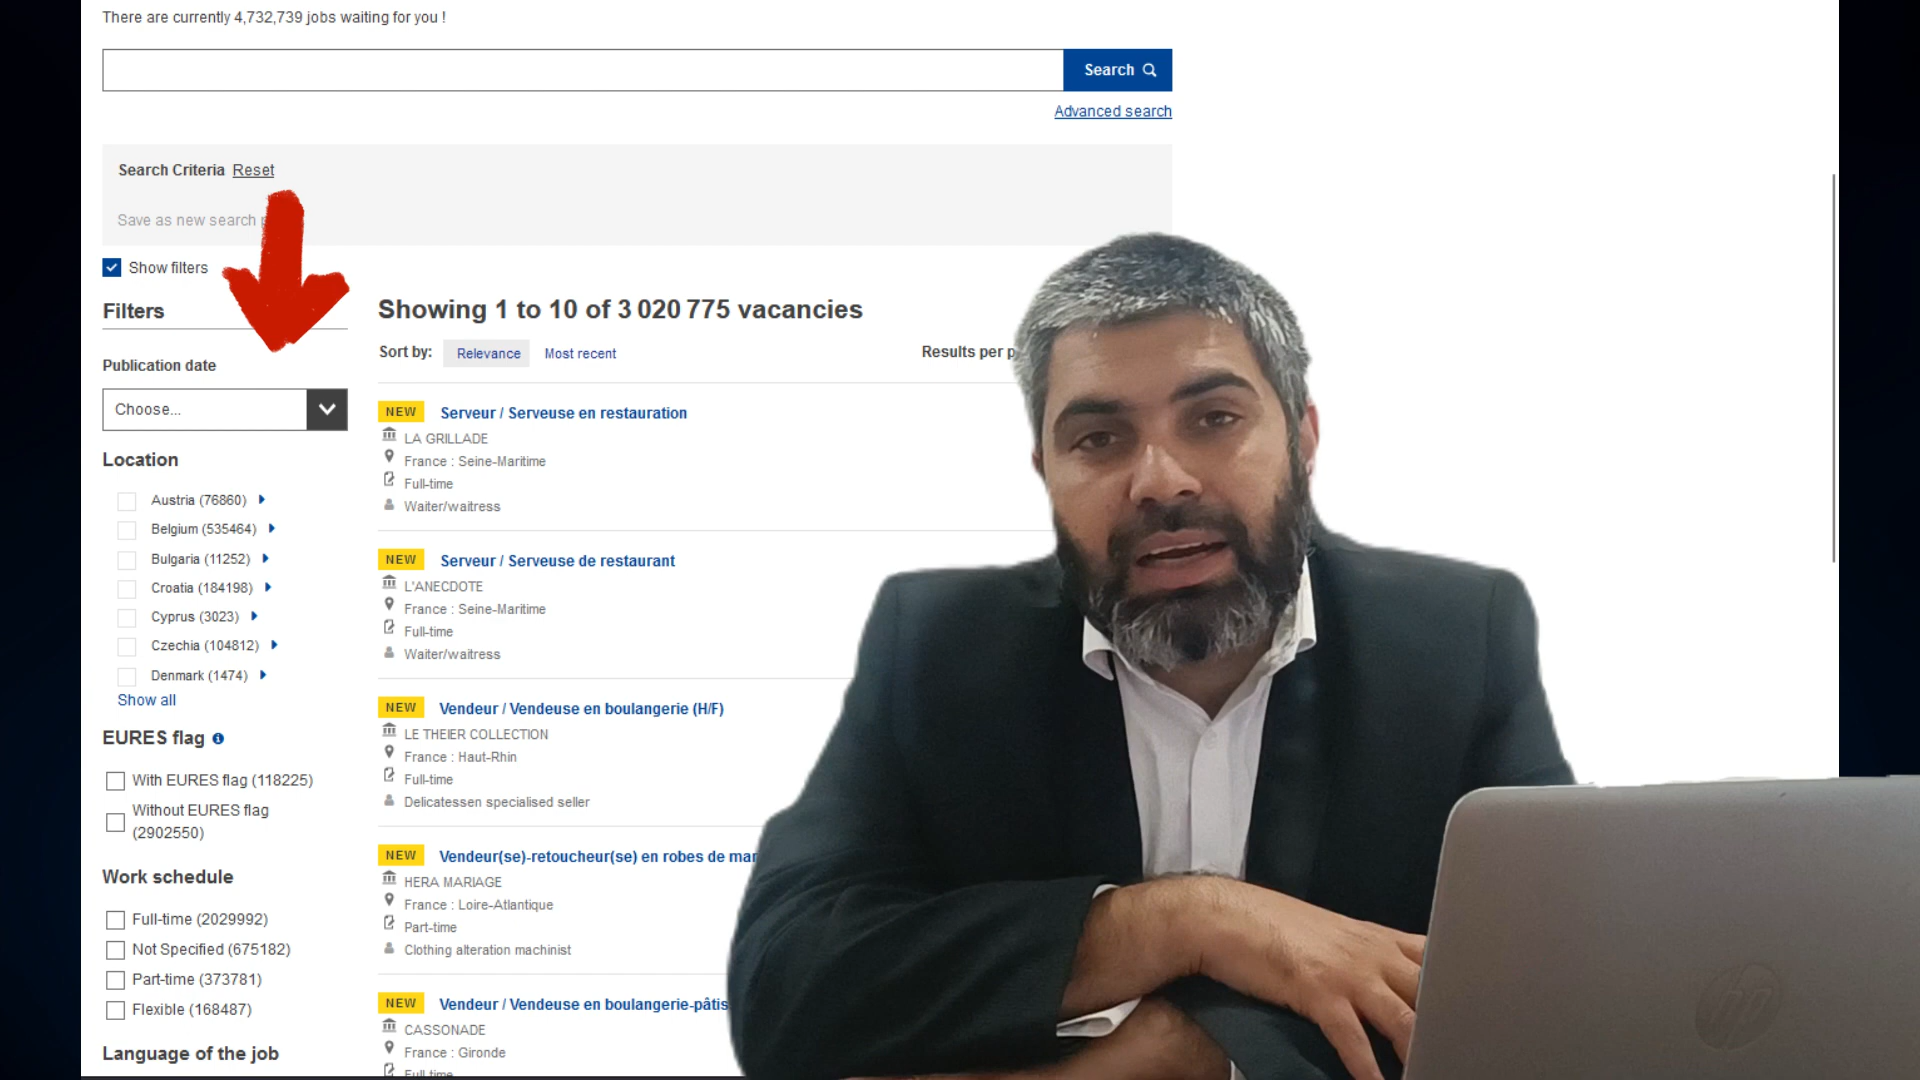 There are currently 4,732,739 jobs waiting for you !
Search
Advanced search
Search Criteria Reset
Save as new search
Show filters
Filters
Publication date
Choose...
Location
Austria (76860)
Belgium (535464)
Bulgaria (11252)
Croatia (184198)
Cyprus (3023)
Czechia (104812)
Denmark (1474)
Show all
EURES flag
With EURES flag (118225)
Without EURES flag
(2902550)
Work schedule
Full-time (2029992)
Not Specified (675182)
Part-time (373781)
Flexible (168487)
Language of the job
Showing 1 to 10 of 3 020 775 vacancies
Sort by: Relevance Most recent
Results per p
NEW Serveur / Serveuse en restauration
LA GRILLADE
France : Seine-Maritime
Full-time
Waiter/waitress
NEW Serveur / Serveuse de restaurant
L'ANECDOTE
France : Seine-Maritime
Full-time
Waiter/waitress
NEW Vendeur / Vendeuse en boulangerie (H/F)
LE THEIER COLLECTION
France : Haut-Rhin
Full-time
Delicatessen specialised seller
NEW Vendeur(se)-retoucheur(se) en robes de mar
HERA MARIAGE
France : Loire-Atlantique
Part-time
Clothing alteration machinist
NEW Vendeur / Vendeuse en boulangerie-pâtis
CASSONADE
France : Gironde
Full-time
hp